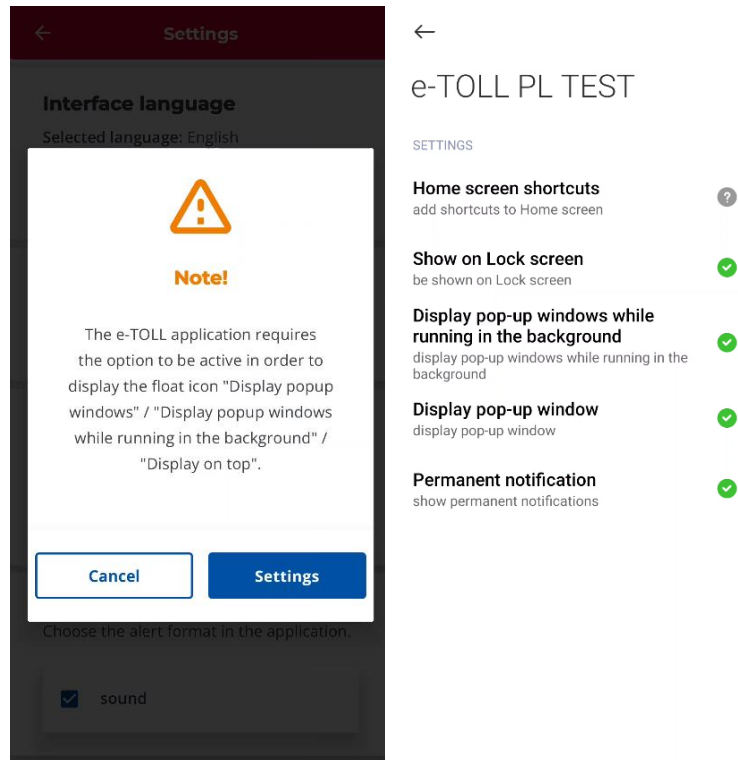 Settings
Interface language
Selected language: English
Note!
The e-TOLL application requires
the option to be active in order to
display the float icon "Display popup
windows" / "Display popup windows
while running in the background" /
"Display on top".
Cancel
Settings
Choose the alert format in the application.
sound
e-TOLL PL TEST
SETTINGS
Home screen shortcuts
add shortcuts to Home screen
Show on Lock screen
be shown on Lock screen
Display pop-up windows while
running in the background
display pop-up windows while running in the
background
Display pop-up window
display pop-up window
Permanent notification
show permanent notifications